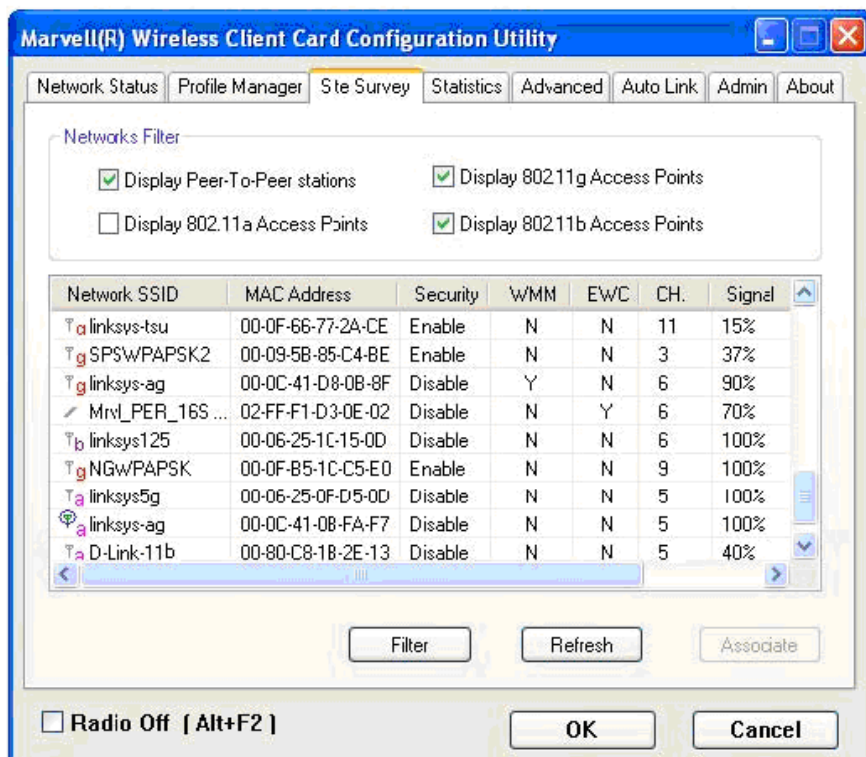 Marvell(R) Wireless Client Card Configuration Utility
Network Status Profile Manager Site Survey Statistics Advanced Auto Link Admin About
Networks Filter
Display Peer-To-Peer stations Display 802.11g Access Points
Display 802.11a Access Points Display 802.11b Access Points
Network SSID MAC Address Security WMM EWC CH. Signal
g linksys-tsu 00-0F-66-77-2A-CE Enable N N 11 15%
g SPSWPAPSK2 00-09-5B-85-C4-BE Enable N N 3 37%
g linksys-ag 00-0C-41-D8-0B-8F Disable Y N 6 90%
Mrvl_PER_16S ... 02-FF-F1-D3-0E-02 Disable N Y 6 70%
b linksys125 00-06-25-1C-15-0D Disable N N 6 100%
g NGWPAPSK 00-0F-B5-1C-C5-E0 Enable N N 9 100%
a linksys5g 00-06-25-0F-D5-0D Disable N N 5 100%
a linksys-ag 00-0C-41-0B-FA-F7 Disable N N 5 100%
a D-Link-11b 00-80-C8-1B-2E-13 Disable N N 5 40%
Filter Refresh Associate
Radio Off [ Alt+F2 ] OK Cancel